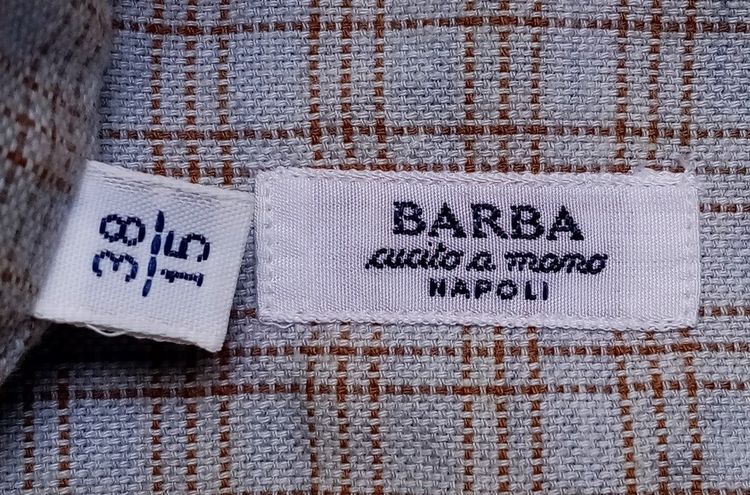 38
15
BARBA
cucito a mano
NAPOLI